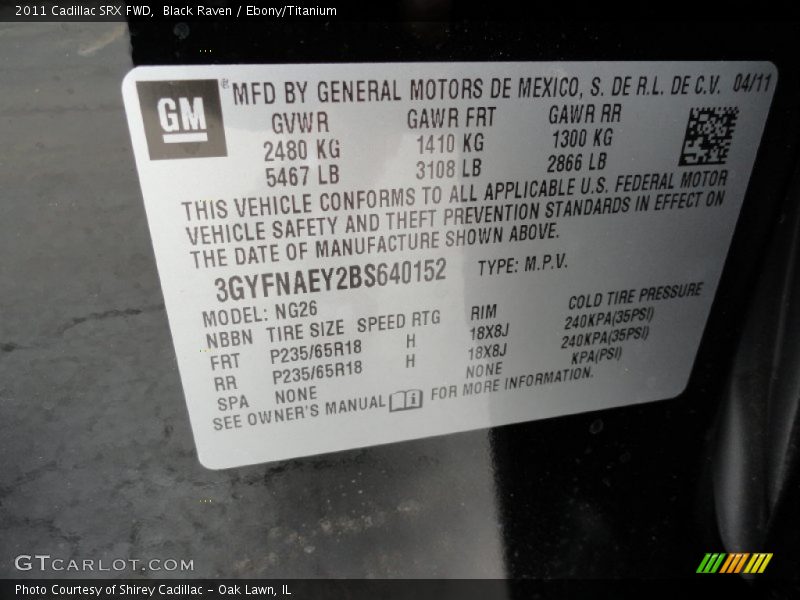 2011 Cadillac SRX FWD, Black Raven / Ebony/Titanium
GM ® MFD BY GENERAL MOTORS DE MEXICO, S. DE R.L. DE C.V. 04/11
GVWR GAWR FRT GAWR RR
2480 KG 1410 KG 1300 KG
5467 LB 3108 LB 2866 LB
THIS VEHICLE CONFORMS TO ALL APPLICABLE U.S. FEDERAL MOTOR
VEHICLE SAFETY AND THEFT PREVENTION STANDARDS IN EFFECT ON
THE DATE OF MANUFACTURE SHOWN ABOVE.
3GYFNAEY2BS640152 TYPE: M.P.V.
MODEL: NG26
NBBN TIRE SIZE SPEED RTG RIM COLD TIRE PRESSURE
FRT P235/65R18 H 18X8J 240KPA(35PSI)
RR P235/65R18 H 18X8J 240KPA(35PSI)
SPA NONE NONE KPA(PSI)
SEE OWNER'S MANUAL i FOR MORE INFORMATION.
GTCARLOT.COM
Photo Courtesy of Shirey Cadillac - Oak Lawn, IL